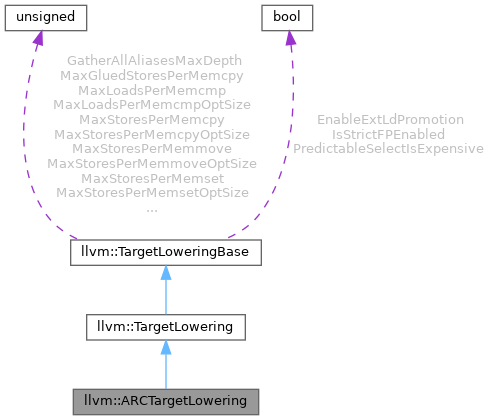 unsigned
bool
GatherAllAliasesMaxDepth
MaxGluedStoresPerMemcpy
MaxLoadsPerMemcmp
MaxLoadsPerMemcmpOptSize
MaxStoresPerMemcpy
MaxStoresPerMemcpyOptSize
MaxStoresPerMemmove
MaxStoresPerMemmoveOptSize
MaxStoresPerMemset
MaxStoresPerMemsetOptSize
...
EnableExtLdPromotion
IsStrictFPEnabled
PredictableSelectIsExpensive
llvm::TargetLoweringBase
llvm::TargetLowering
llvm::ARCTargetLowering